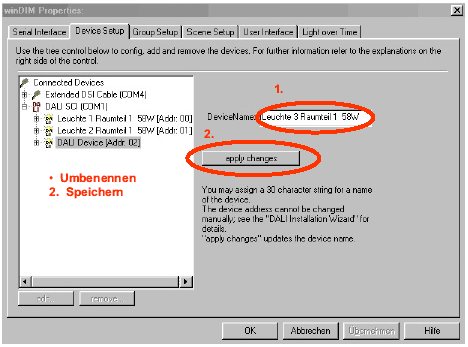 winDIM Properties:
Serial Interface Device Setup Group Setup Scene Setup User Interface Light over Time
Use the tree control below to config, add and remove the devices. For further information refer to the explanations on the
right side of the control.
Connected Devices
Extended DSI Cable (COM4)
DALI SCI (COM1)
Leuchte 1 Raumteil 1 58W [Addr: 00]
Leuchte 2 Raumteil 1 58W [Addr: 01]
DALI Device [Addr: 02]
• Umbenennen
2. Speichern
1.
DeviceName: Leuchte 3 Raumteil 1 58W
2.
apply changes
You may assign a 30 character string for a name
of the device.
The device address cannot be changed
manually; see the "DALI Installation Wizard" for
details.
"apply changes" updates the device name.
add... remove...
OK Abbrechen Übernehmen Hilfe